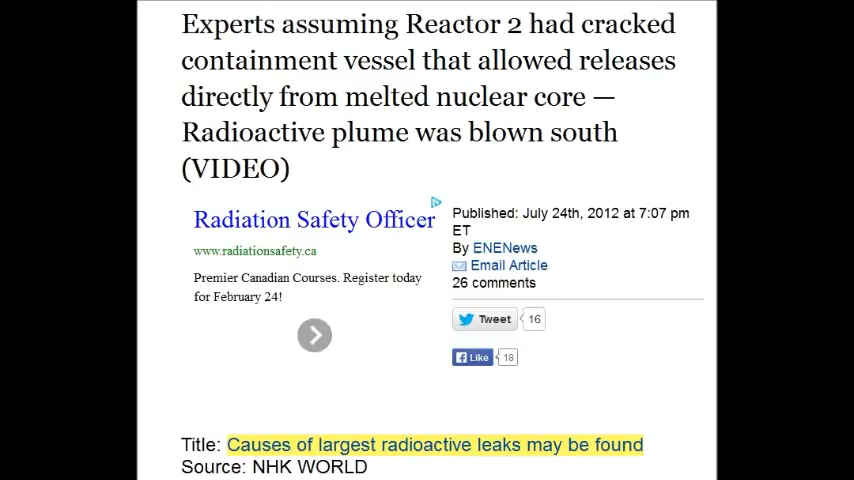 Experts assuming Reactor 2 had cracked
containment vessel that allowed releases
directly from melted nuclear core —
Radioactive plume was blown south
(VIDEO)
Radiation Safety Officer
www.radiationsafety.ca
Premier Canadian Courses. Register today
for February 24!
Published: July 24th, 2012 at 7:07 pm
ET
By ENENews
Email Article
26 comments
Tweet 16
Like 18
Title: Causes of largest radioactive leaks may be found
Source: NHK WORLD